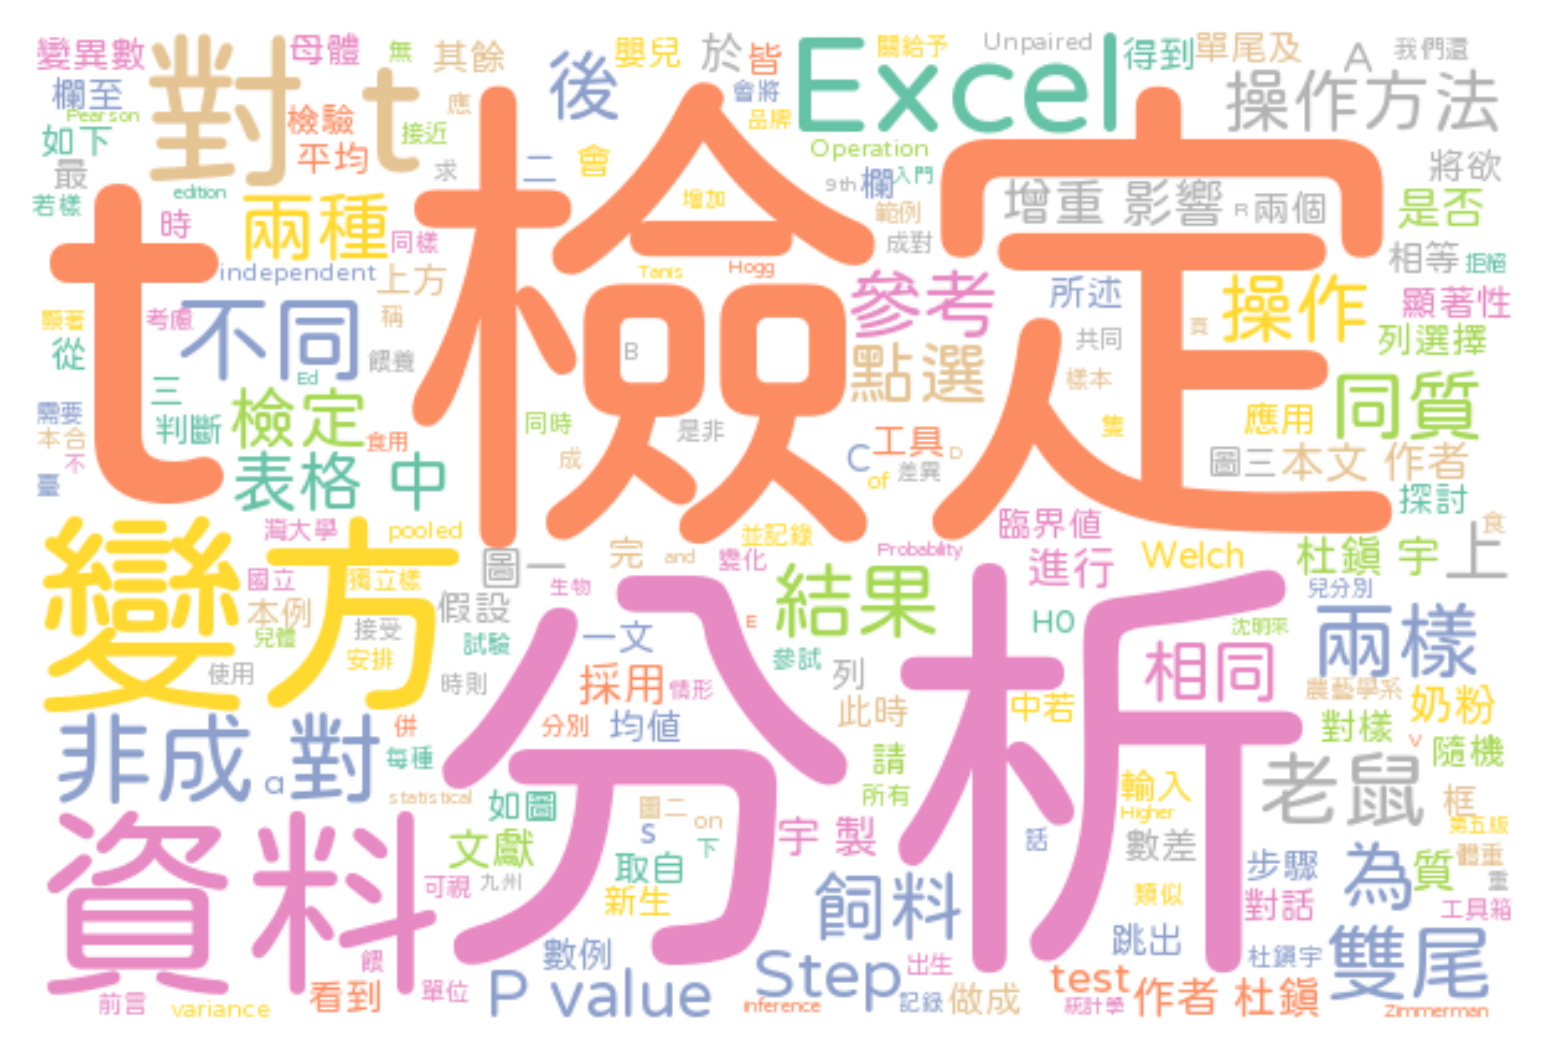 變異數
對 t
母體
無
其餘
後
嬰兒
於
皆
Excel
關給予
Unpaired
得到
單尾及
A
我們還
欄至
Pearson
檢驗
應
會將
品牌
操作方法
如下
平均
接近
二
會
Operation
最
edition
求
9th
欄
入門
將欲
若樣
時
兩種
同樣
t檢定
增加
範例
成對
增重
影響
R
兩個
是否
independent
上方
Tanis
Hogg
參考
相等
拒絕
顯著
考慮
不同
稱
所述
操作
顯著性
從
餵養
B
點選
共同
頁
列選擇
Ed
三
樣本
同質
需要
判斷
檢定
食用
同時
是非
工具
D
隻
應用
本合
不
表格
中
成
C
of
差異
圖三
本文
作者
臺
探討
灣大學
pooled
並記錄
臨界值
食
變方
圖一
完
and
變化
Probability
進行
Welch
杜鎮
宇
上
國立
獨立樣
生物
結果
兒分別
本例
假設
分析
兒體
接受
試驗
一文
E
H0
沈明來
兩樣
使用
安排
時則
採用
情形
參試
列
相同
農藝學系
奶粉
非成
對
併
分別
均值
此時
中若
對樣
V
隨機
a
每種
請
statistical
如圖
圖二
on
所有
輸入
Higher
老鼠
框
第五版
資料
文獻
s
下
宇
製
話
數差
體重
可視
九州
取自
步驟
為
質
重
新生
飼料
類似
對話
工具箱
餵
數例
跳出
杜鎮宇
雙尾
前言
variance
看到
單位
P value
Step
出生
inference
記錄
做成
test
統計學
作者
杜鎮
Zimmerman